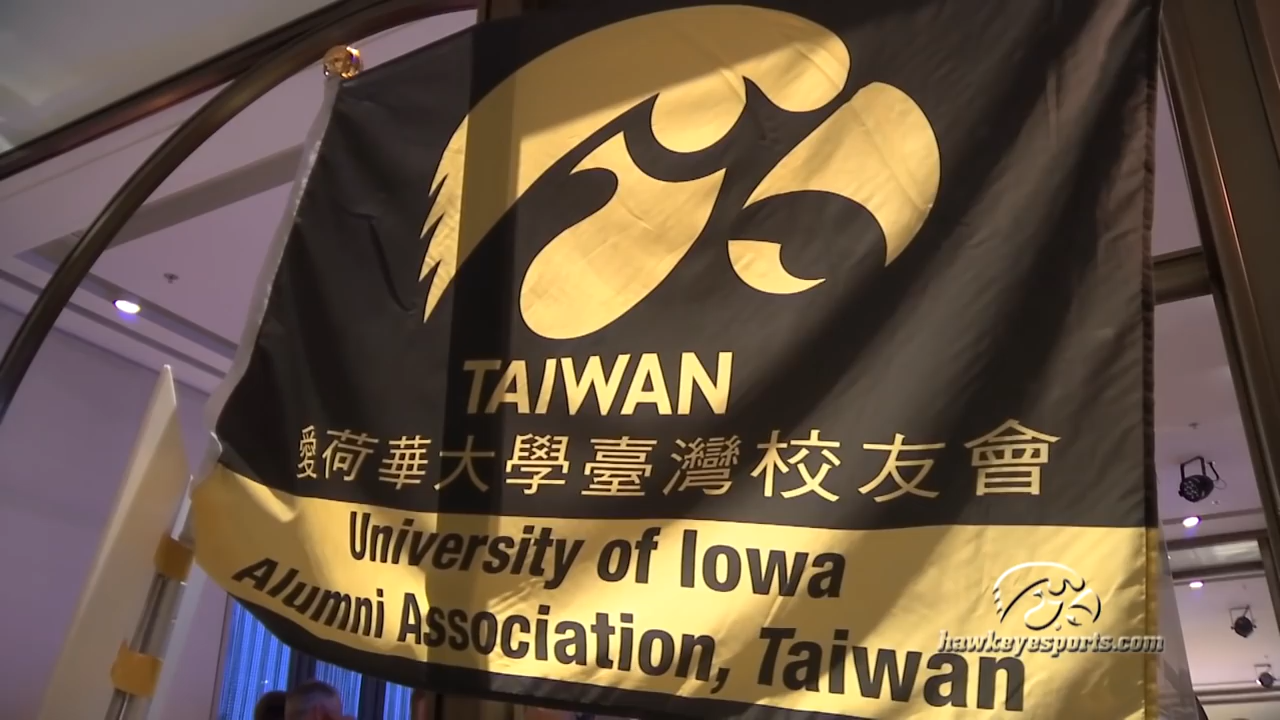 TAIWAN
愛荷華大學臺灣校友會
University of Iowa
Alumni Association, Taiwan
hawkeyesports.com